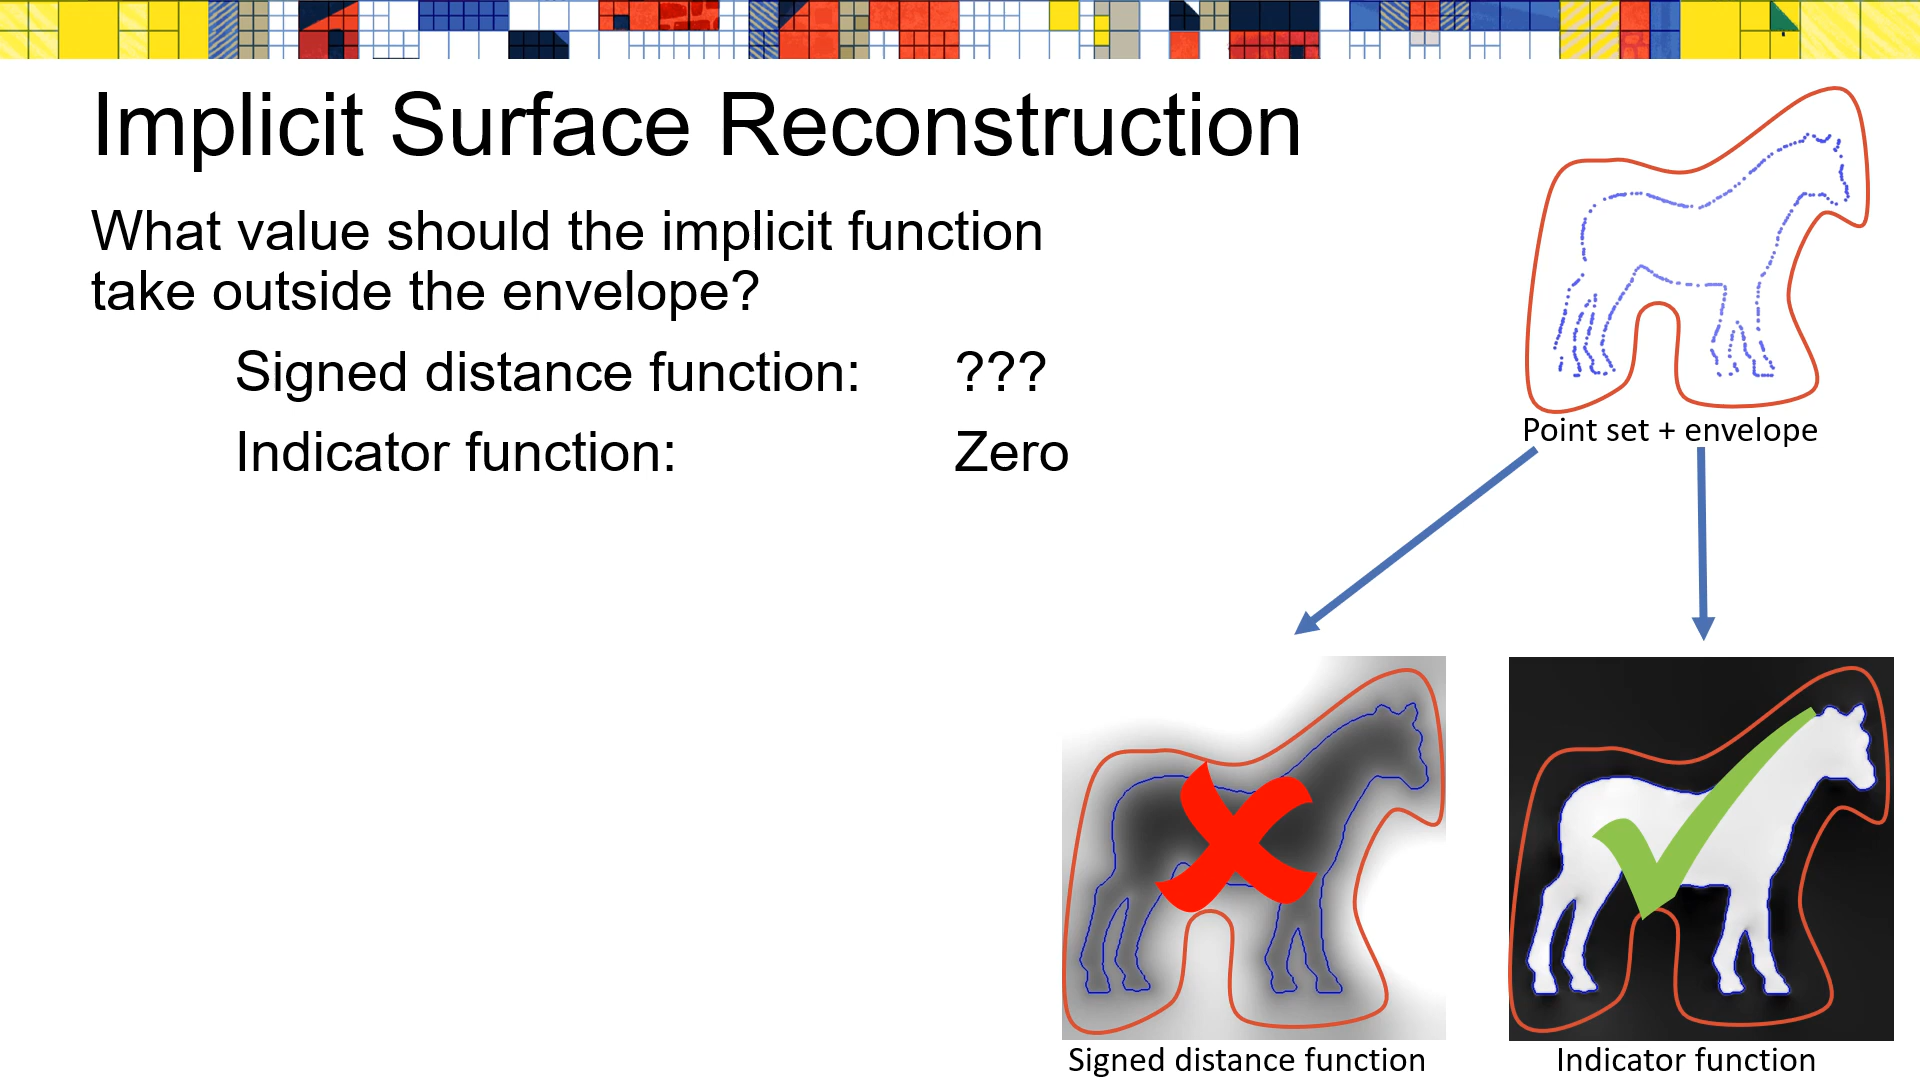 Implicit Surface Reconstruction
What value should the implicit function
take outside the envelope?
Signed distance function: ???
Indicator function: Zero
Point set + envelope
Signed distance function
Indicator function